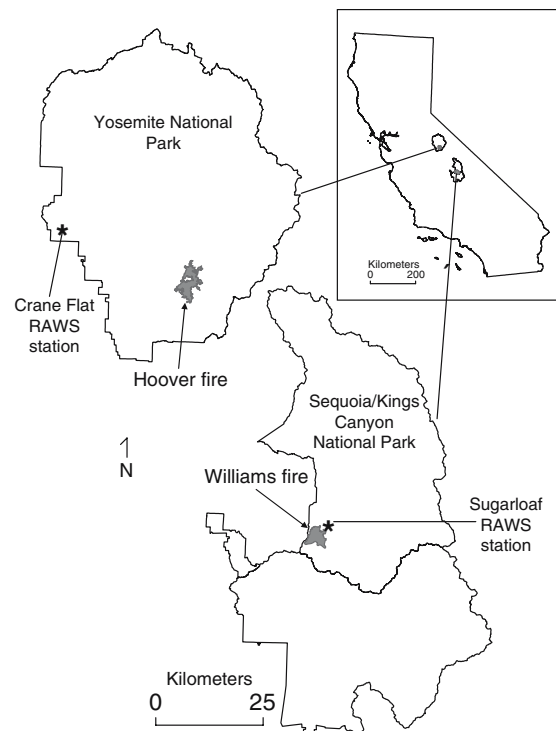 Yosemite National
Park
Kilometers
0 200
Crane Flat
RAWS
station
Hoover fire
Sequoia/Kings
Canyon
National Park
N
Williams fire
Sugarloaf
RAWS
station
Kilometers
0 25